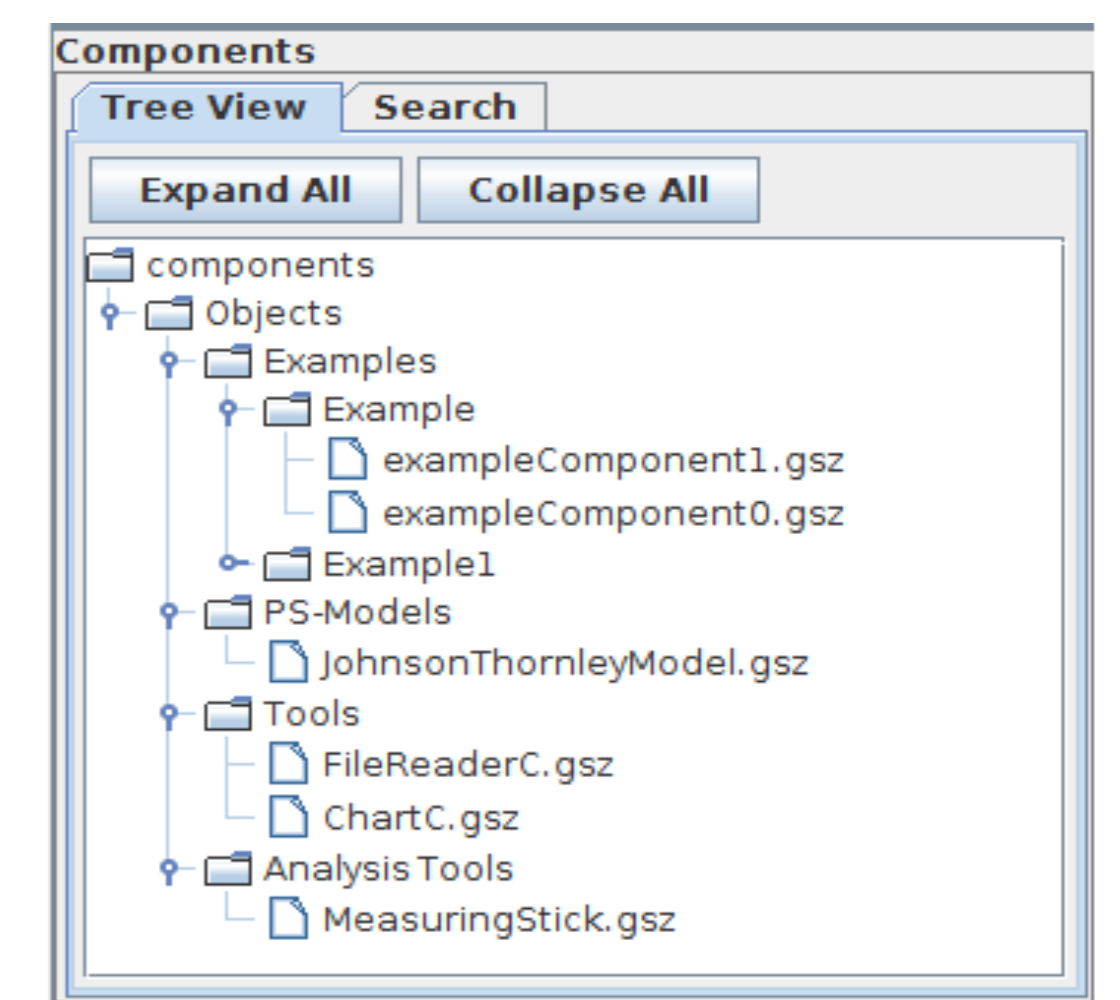 Components
Tree View Search
Expand All Collapse All
components
Objects
Examples
Example
exampleComponent1.gsz
exampleComponent0.gsz
Example1
PS-Models
JohnsonThornleyModel.gsz
Tools
FileReaderC.gsz
ChartC.gsz
Analysis Tools
MeasuringStick.gsz